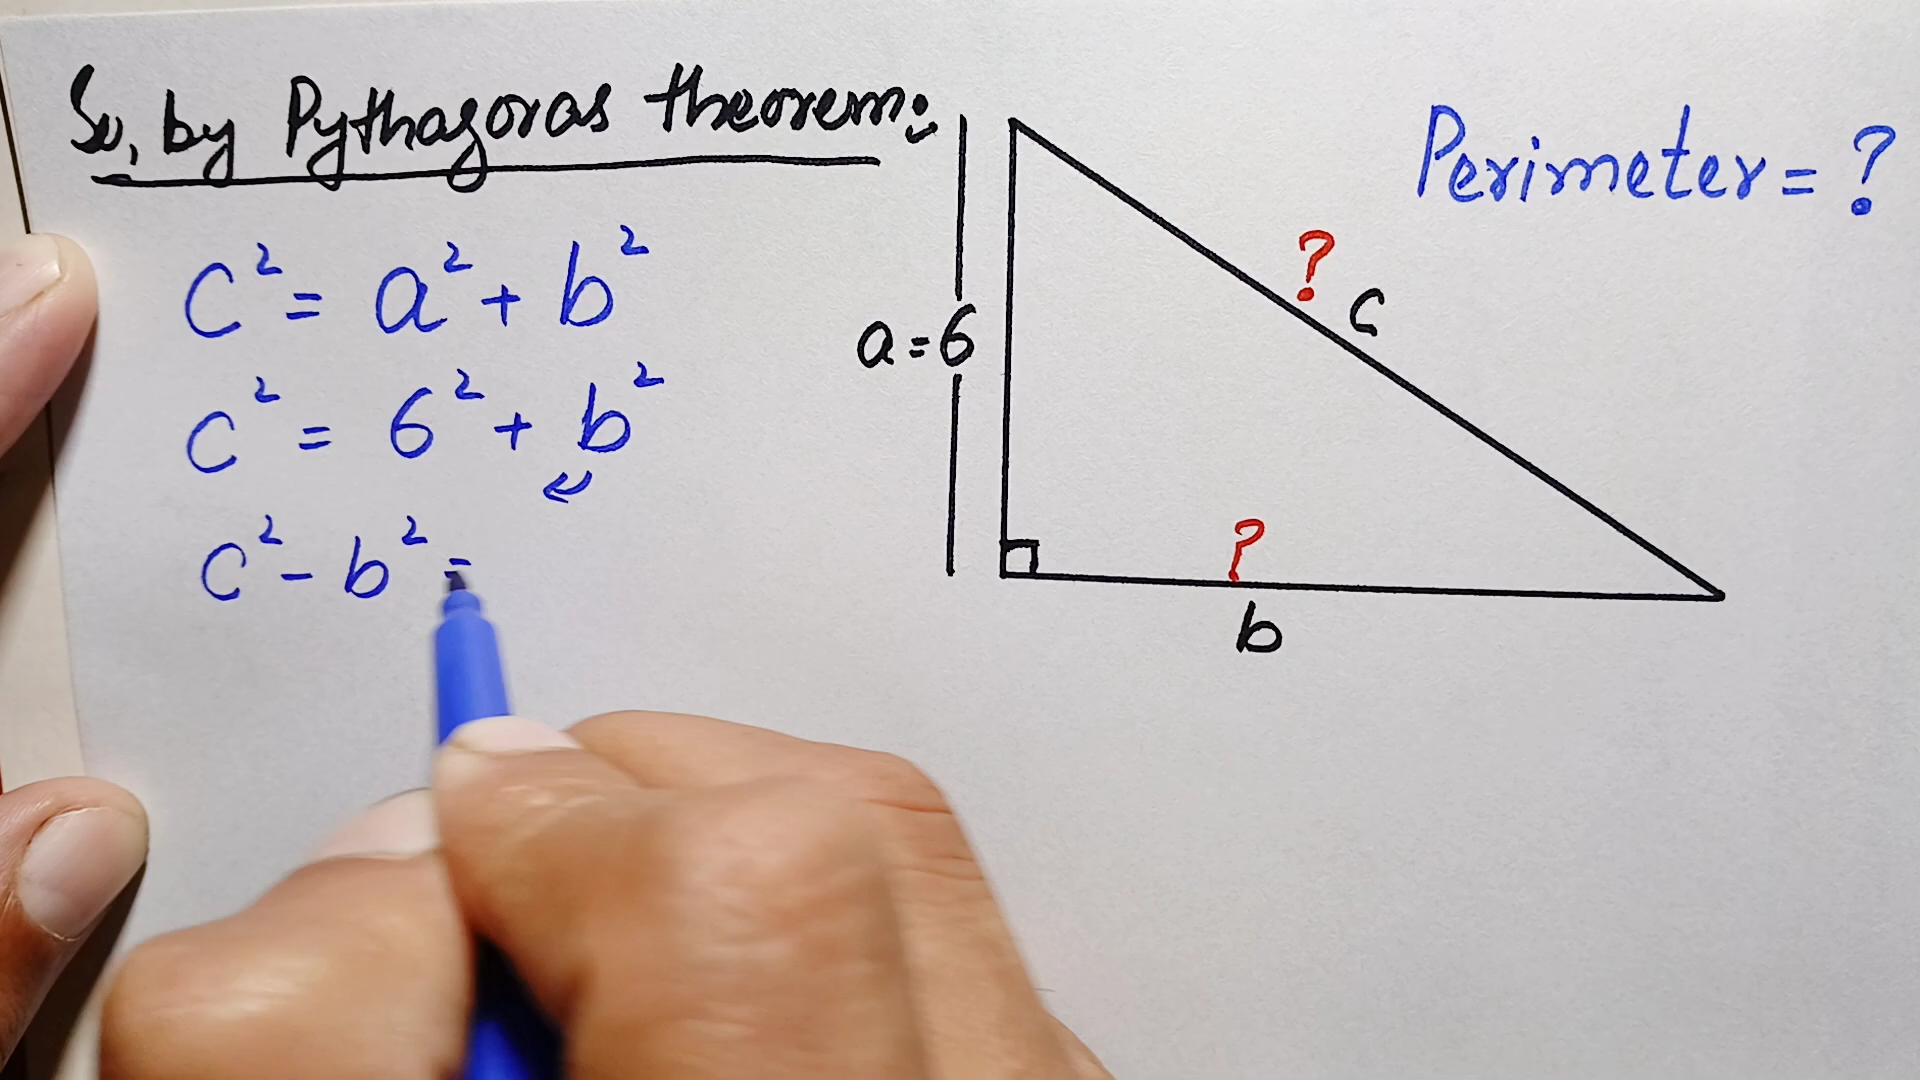 So, by Pythagoras theorem:
c² = a² + b²
c² = 6² + b²
c² - b² =
Perimeter = ?
?
c
a = 6
?
b